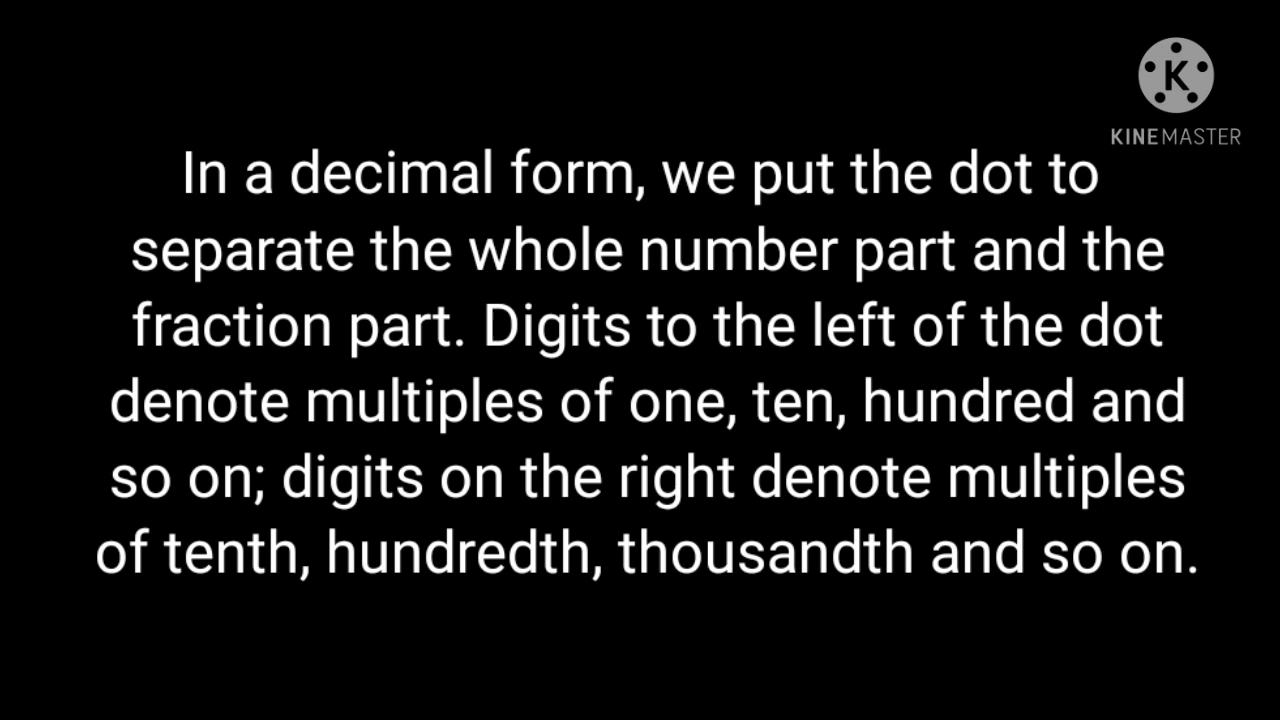 K
KINEMASTER
In a decimal form, we put the dot to
separate the whole number part and the
fraction part. Digits to the left of the dot
denote multiples of one, ten, hundred and
so on; digits on the right denote multiples
of tenth, hundredth, thousandth and so on.